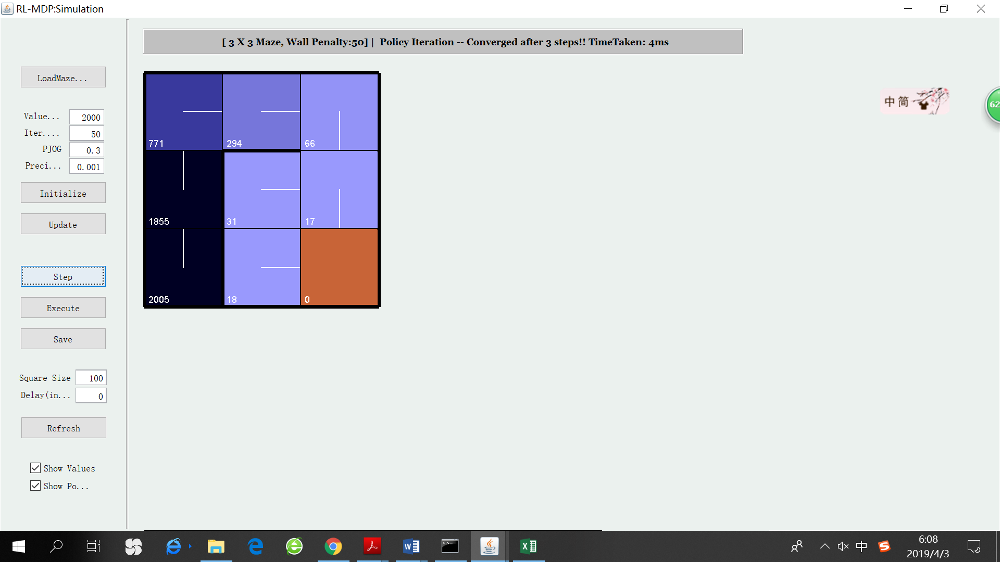 RL-MDP:Simulation
[ 3 X 3 Maze, Wall Penalty:50] | Policy Iteration -- Converged after 3 steps!! TimeTaken: 4ms
LoadMaze...
Value... 2000
Iter.... 50
PJOG 0.3
Preci... 0.001
Initialize
Update
Step
Execute
Save
Square Size 100
Delay(in... 0
Refresh
Show Values
Show Po...
771 294 66
1855 31 17
2005 18 0
中 简
62
中
6:08
2019/4/3